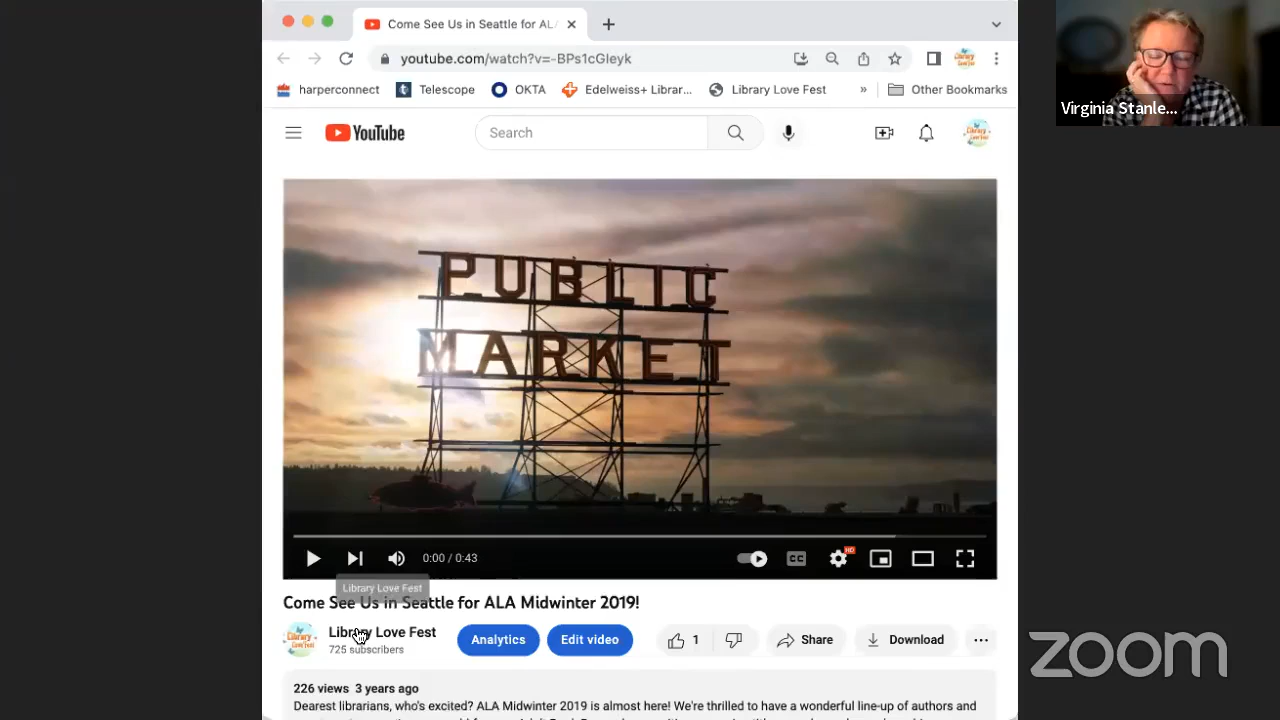 Come See Us in Seattle for AL
youtube.com/watch?v=-BPs1cGIeyk
harperconnect
Telescope
OKTA
Edelweiss+ Librar...
Library Love Fest
»
Other Bookmarks
YouTube
Search
PUBLIC
MARKET
0:00 / 0:43
CC
HD
Library Love Fest
Come See Us in Seattle for ALA Midwinter 2019!
Library Love Fest
725 subscribers
Analytics
Edit video
1
Share
Download
226 views 3 years ago
Dearest librarians, who's excited? ALA Midwinter 2019 is almost here! We're thrilled to have a wonderful line-up of authors and
Virginia Stanle...
zoom